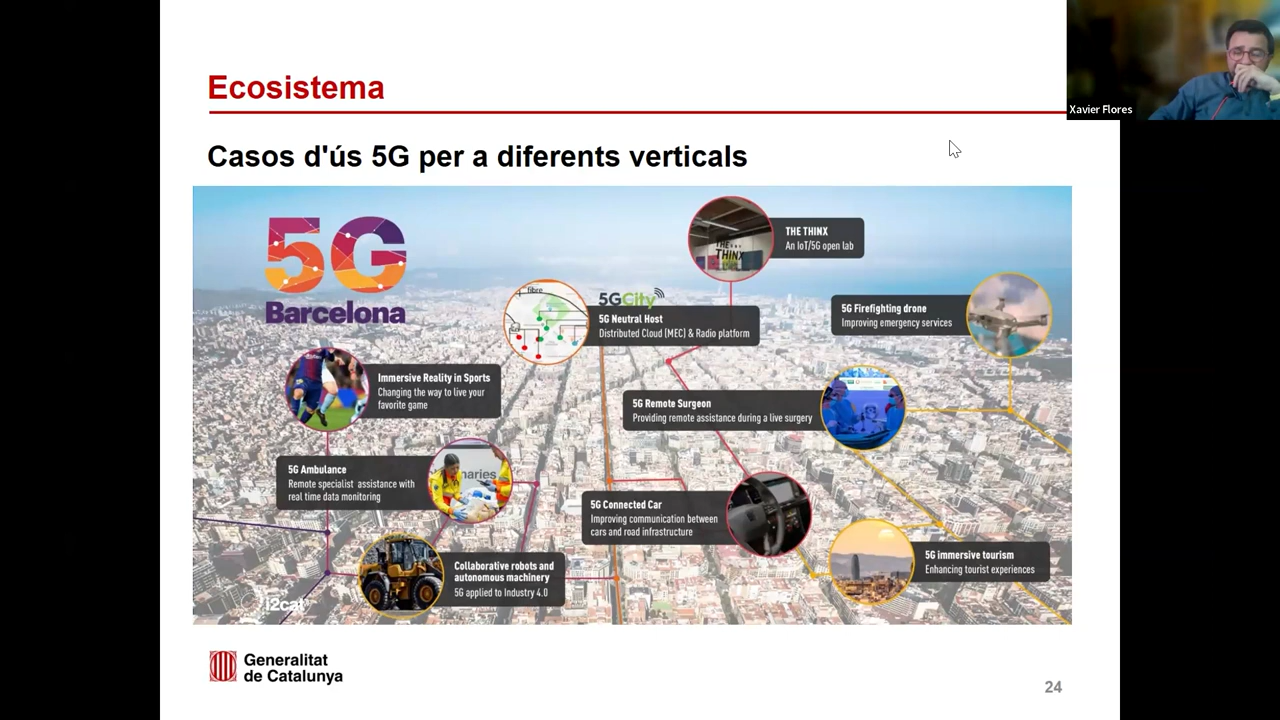 Ecosistema
Xavier Flores
Casos d'ús 5G per a diferents verticals
5G
Barcelona
THE THINX
THE THINX
An IoT/5G open lab
fibre
5GCity
5G Neutral Host
Distributed Cloud (MEC) & Radio platform
5G Firefighting drone
Improving emergency services
Immersive Reality in Sports
Changing the way to live your
favorite game
5G Remote Surgeon
Providing remote assistance during a live surgery
5G Ambulance
Remote specialist assistance with
real time data monitoring
naries
5G Connected Car
Improving communication between
cars and road infrastructure
Collaborative robots and
autonomous machinery
5G applied to Industry 4.0
5G immersive tourism
Enhancing tourist experiences
i2cat
Generalitat
de Catalunya
24